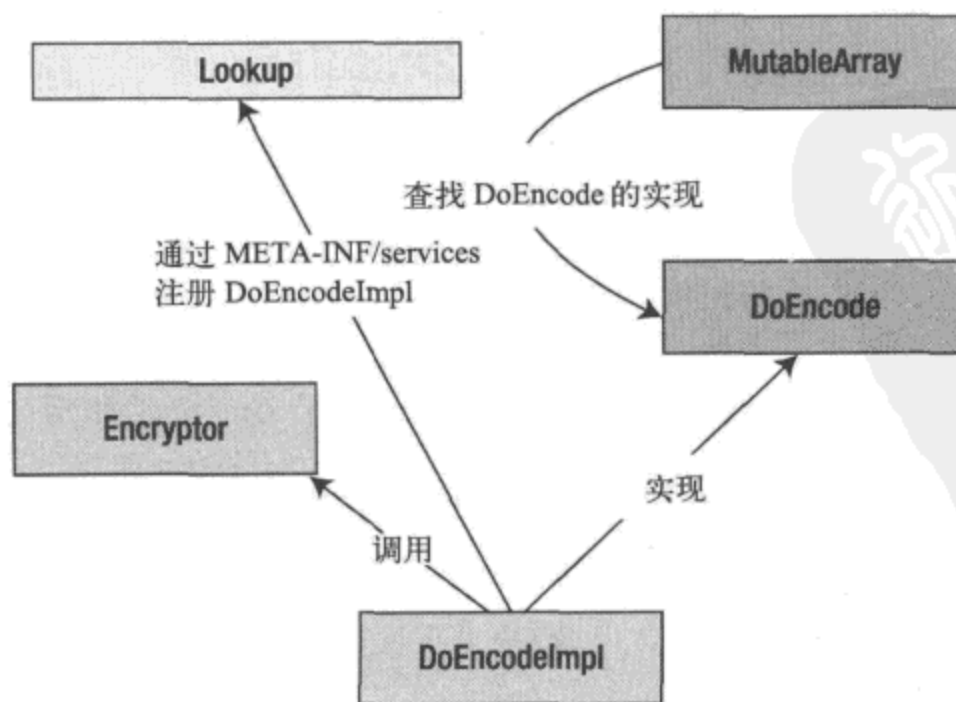 Lookup
MutableArray
查找 DoEncode 的实现
通过 META-INF/services
注册 DoEncodeImpl
DoEncode
Encryptor
实现
调用
DoEncodeImpl